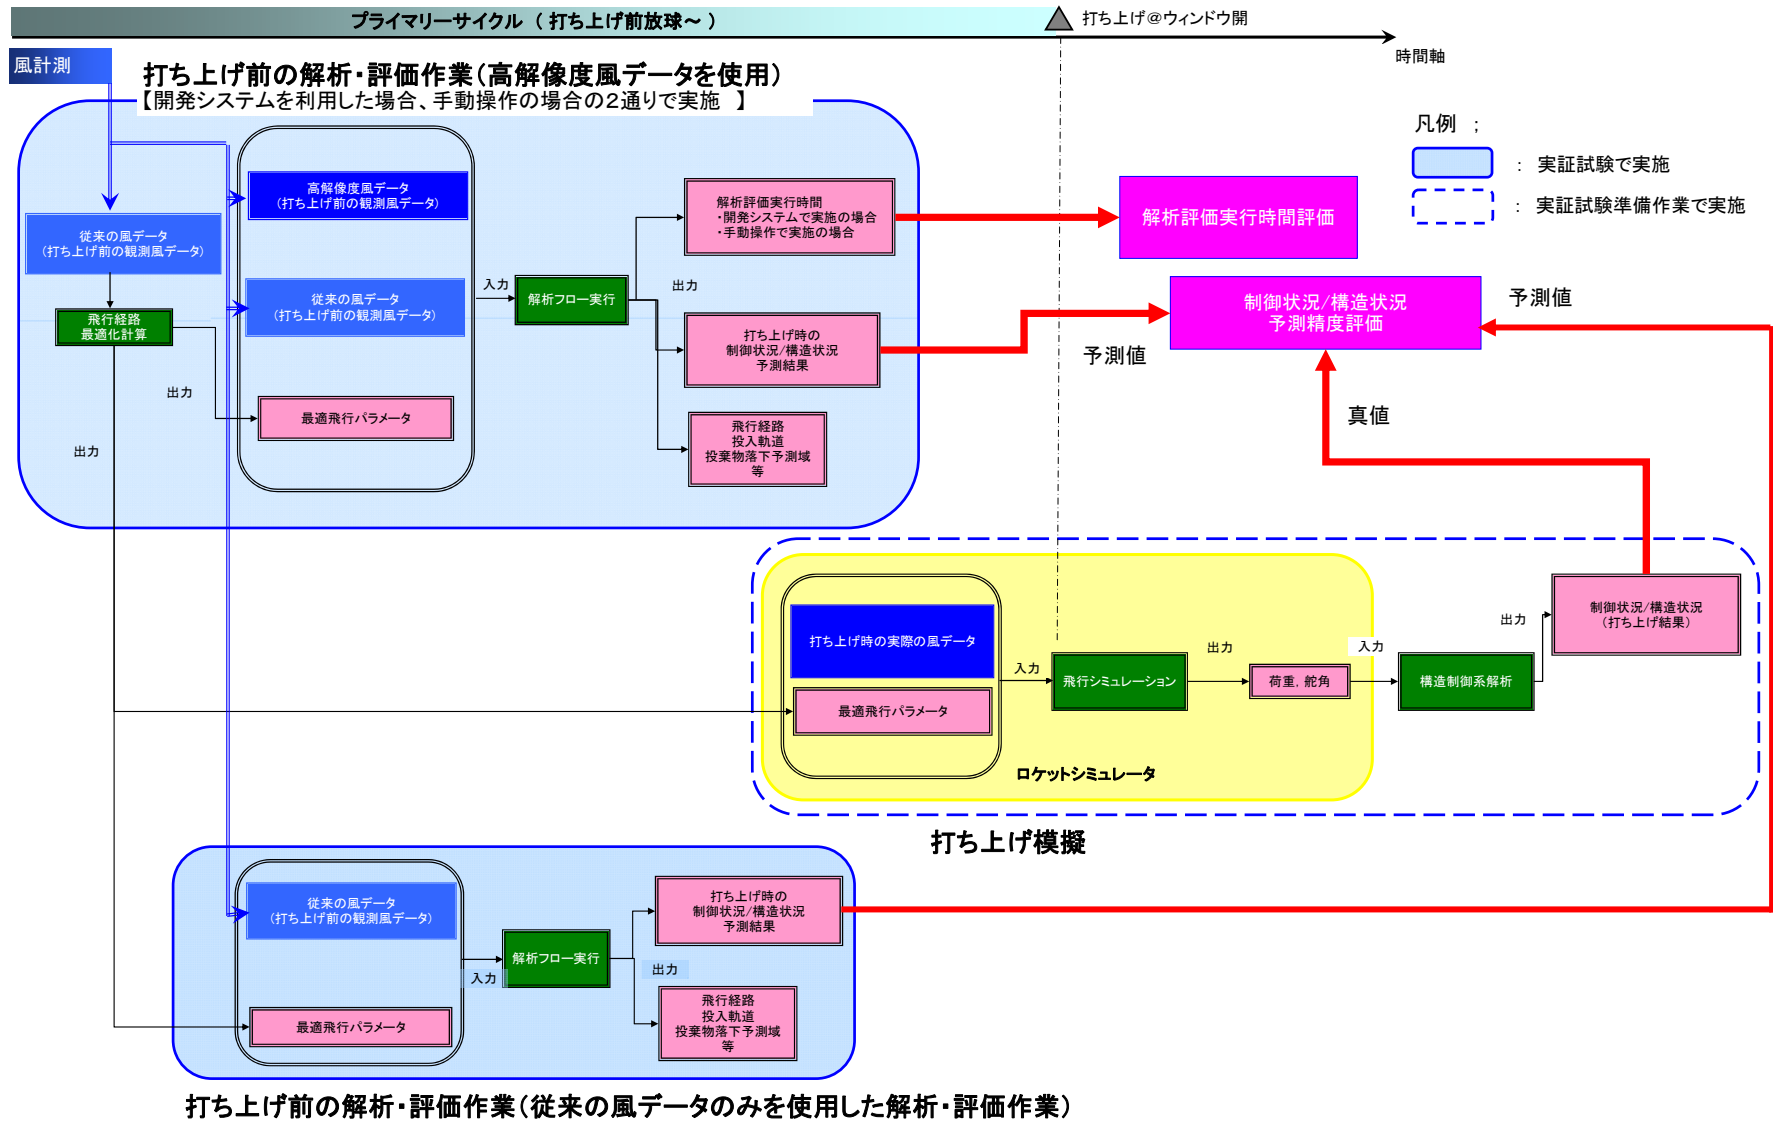 プライマリーサイクル（打ち上げ前放球～）
打ち上げ＠ウィンドウ開
時間軸
風計測
打ち上げ前の解析・評価作業（高解像度風データを使用）
【開発システムを利用した場合、手動操作の場合の２通りで実施　】
凡例　；
：　実証試験で実施
：　実証試験準備作業で実施
高解像度風データ
（打ち上げ前の観測風データ）
従来の風データ
（打ち上げ前の観測風データ）
飛行経路
最適化計算
出力
出力
従来の風データ
（打ち上げ前の観測風データ）
最適飛行パラメータ
入力
解析フロー実行
出力
解析評価実行時間
・開発システムで実施の場合
・手動操作で実施の場合
打ち上げ時の
制御状況/構造状況
予測結果
飛行経路
投入軌道
投棄物落下予測域
等
解析評価実行時間評価
制御状況/構造状況
予測精度評価
予測値
予測値
真値
打ち上げ時の実際の風データ
最適飛行パラメータ
入力
飛行シミュレーション
出力
荷重，舵角
入力
構造制御系解析
出力
制御状況/構造状況
（打ち上げ結果）
ロケットシミュレータ
打ち上げ模擬
従来の風データ
（打ち上げ前の観測風データ）
最適飛行パラメータ
入力
解析フロー実行
出力
打ち上げ時の
制御状況/構造状況
予測結果
飛行経路
投入軌道
投棄物落下予測域
等
打ち上げ前の解析・評価作業（従来の風データのみを使用した解析・評価作業）